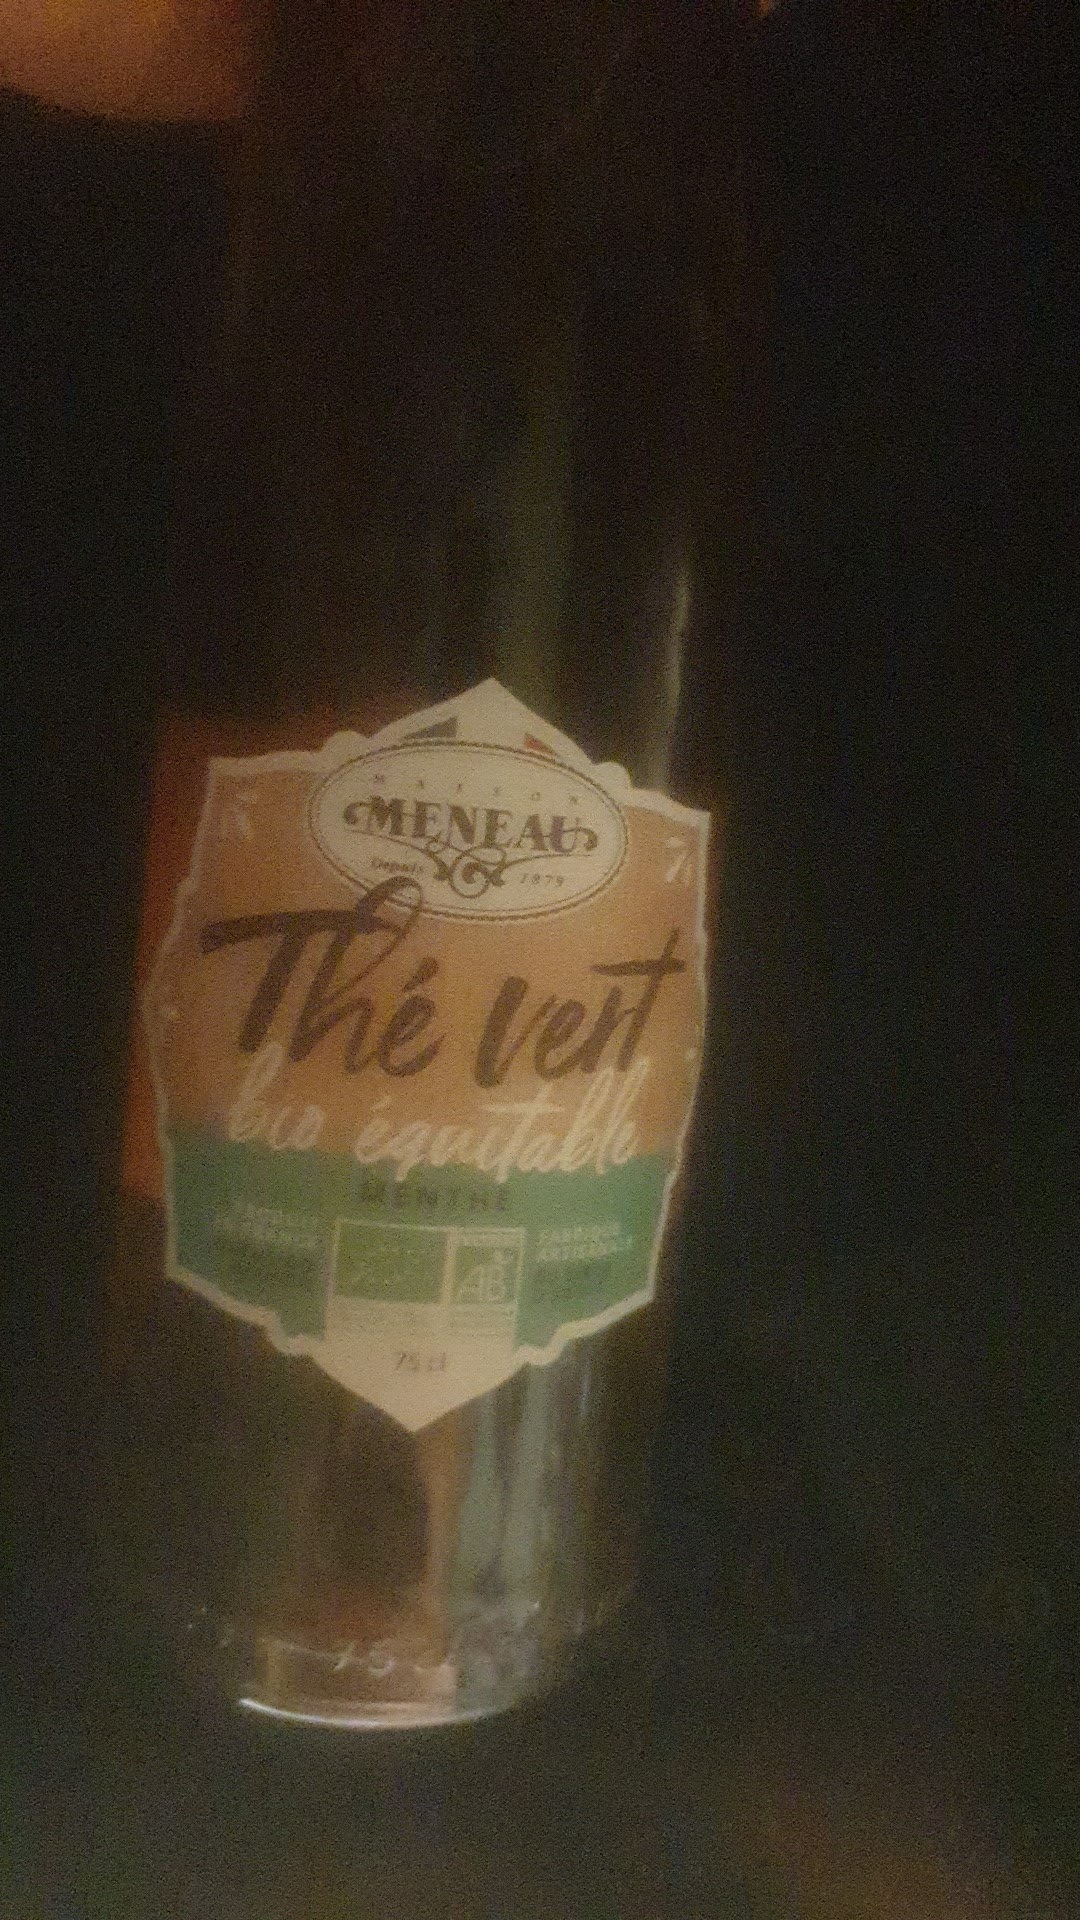 MAISON
MENEAU
Depuis 1879
Thé vert
bio équitable
MENTHE
AB
75 cl